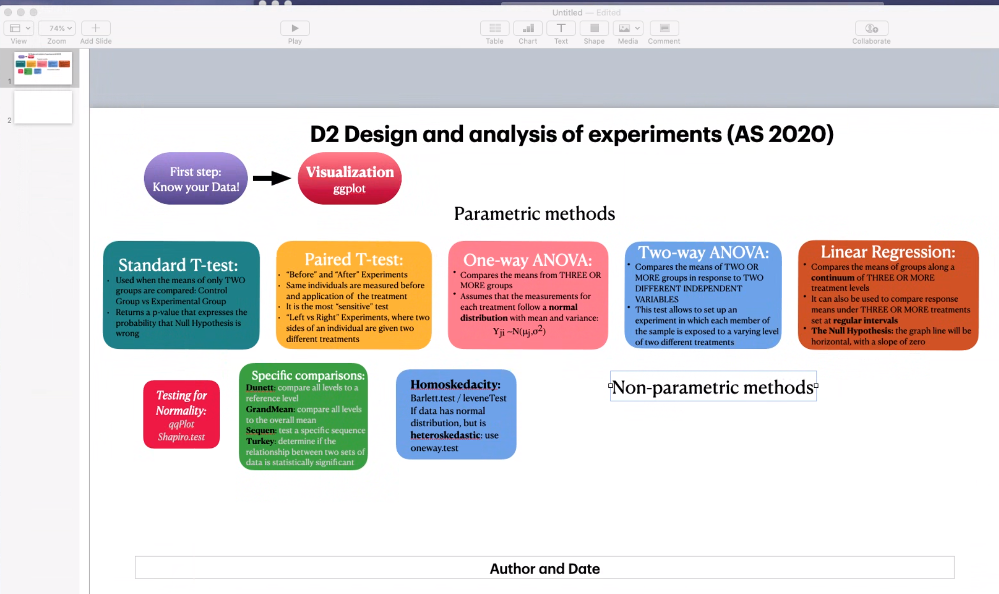 Untitled — Edited
74%
View
Zoom
Add Slide
Play
Table
Chart
Text
Shape
Media
Comment
Collaborate
1
2
D2 Design and analysis of experiments (AS 2020)
First step:
Know your Data!
Visualization
ggplot
Parametric methods
Standard T-test:
• Used when the means of only TWO
groups are compared: Control
Group vs Experimental Group
• Returns a p-value that expresses the
probability that Null Hypothesis is
wrong
Paired T-test:
• “Before” and “After” Experiments
• Same individuals are measured before
and application of the treatment
• It is the most “sensitive” test
• “Left vs Right” Experiments, where two
sides of an individual are given two
different treatments
One-way ANOVA:
• Compares the means from THREE OR
MORE groups
• Assumes that the measurements for
each treatment follow a normal
distribution with mean and variance:
Yji ~N(μj,σ²)
Two-way ANOVA:
• Compares the means of TWO OR
MORE groups in response to TWO
DIFFERENT INDEPENDENT
VARIABLES
• This test allows to set up an
experiment in which each member of
the sample is exposed to a varying level
of two different treatments
Linear Regression:
• Compares the means of groups along a
continuum of THREE OR MORE
treatment levels
• It can also be used to compare response
means under THREE OR MORE treatments
set at regular intervals
• The Null Hypothesis: the graph line will be
horizontal, with a slope of zero
Testing for
Normality:
qqPlot
Shapiro.test
Specific comparisons:
Dunett: compare all levels to a
reference level
GrandMean: compare all levels
to the overall mean
Sequen: test a specific sequence
Turkey: determine if the
relationship between two sets of
data is statistically significant
Homoskedacity:
Barlett.test / leveneTest
If data has normal
distribution, but is
heteroskedastic: use
oneway.test
Non-parametric methods
Author and Date